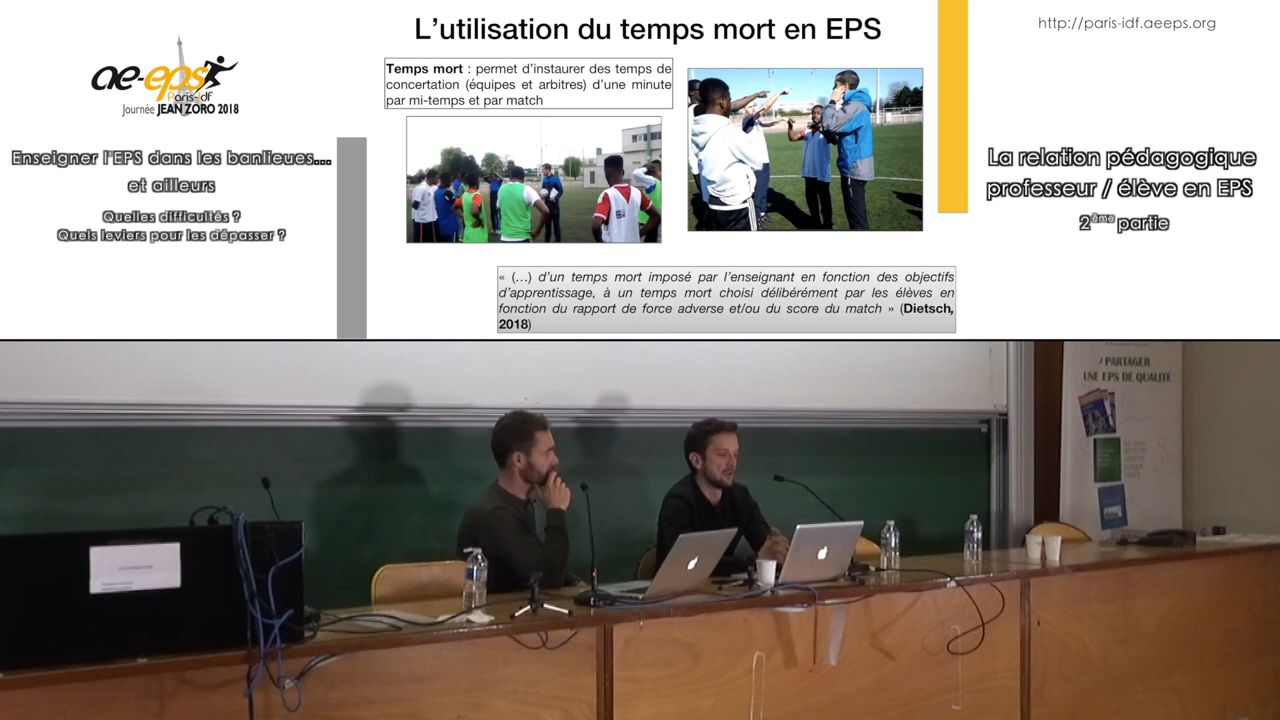 L'utilisation du temps mort en EPS
http://paris-idf.aeeps.org
ae-eps
Paris-idf
Journée JEAN ZORO 2018
Temps mort : permet d'instaurer des temps de
concertation (équipes et arbitres) d'une minute
par mi-temps et par match
Enseigner l'EPS dans les banlieues...
et ailleurs
Quelles difficultés ?
Quels leviers pour les dépasser ?
La relation pédagogique
professeur / élève en EPS
2ème partie
« (...) d'un temps mort imposé par l'enseignant en fonction des objectifs
d'apprentissage, à un temps mort choisi délibérément par les élèves en
fonction du rapport de force adverse et/ou du score du match » (Dietsch,
2018)
PARTAGER
UNE EPS DE QUALITÉ